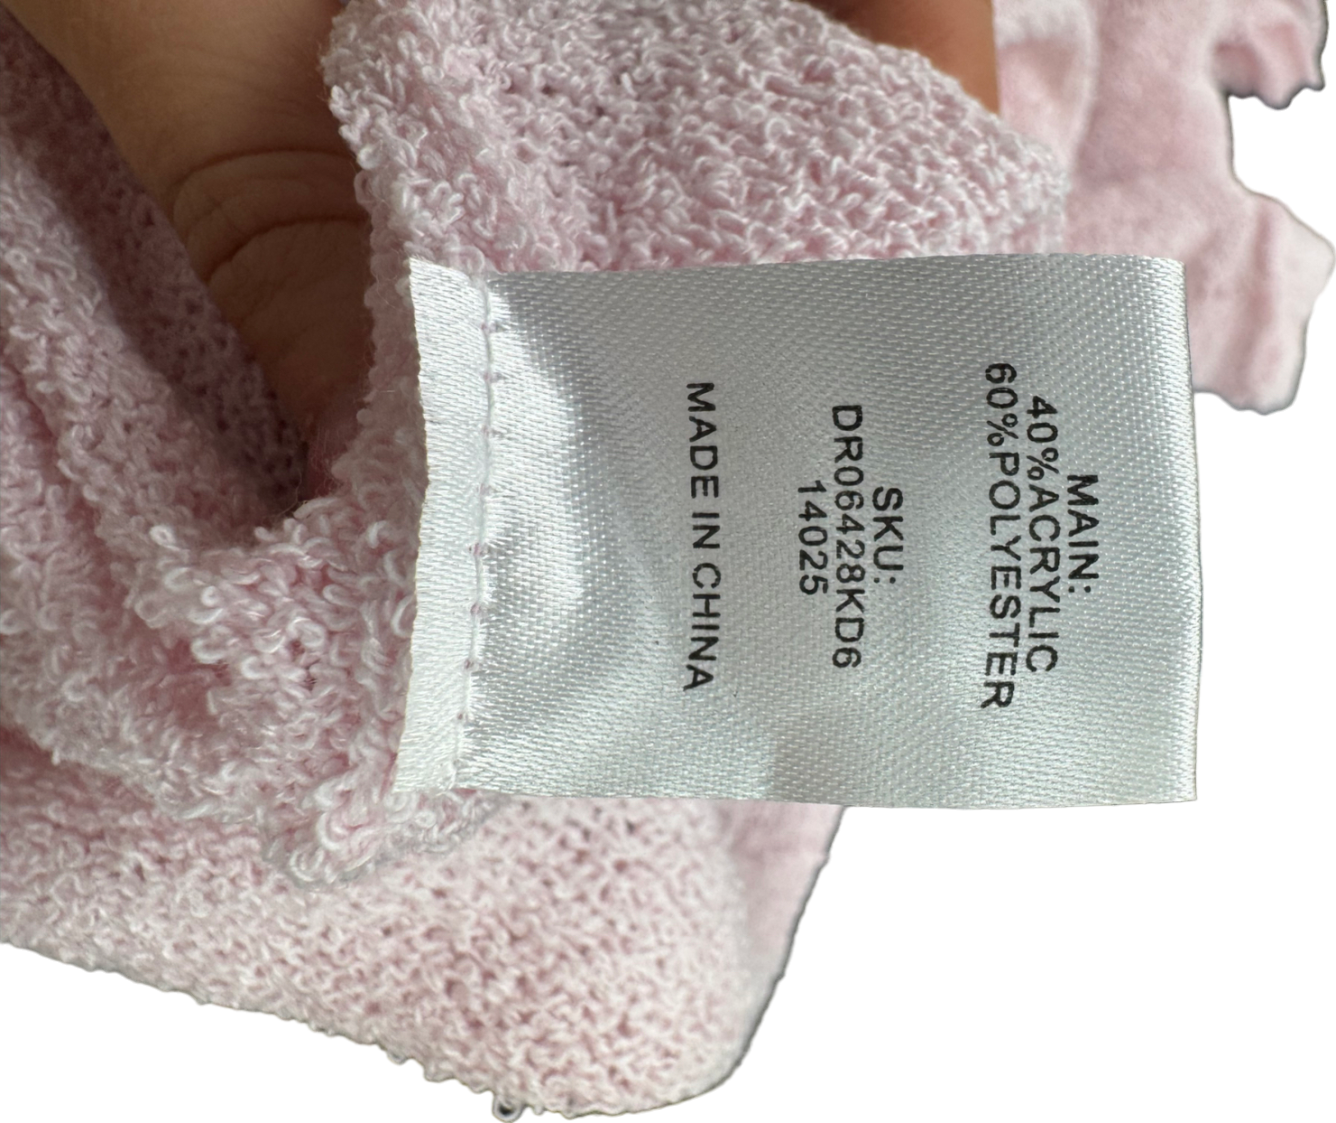 MAIN:
40%ACRYLIC
60%POLYESTER
SKU:
DR06428KD6
14025
MADE IN CHINA